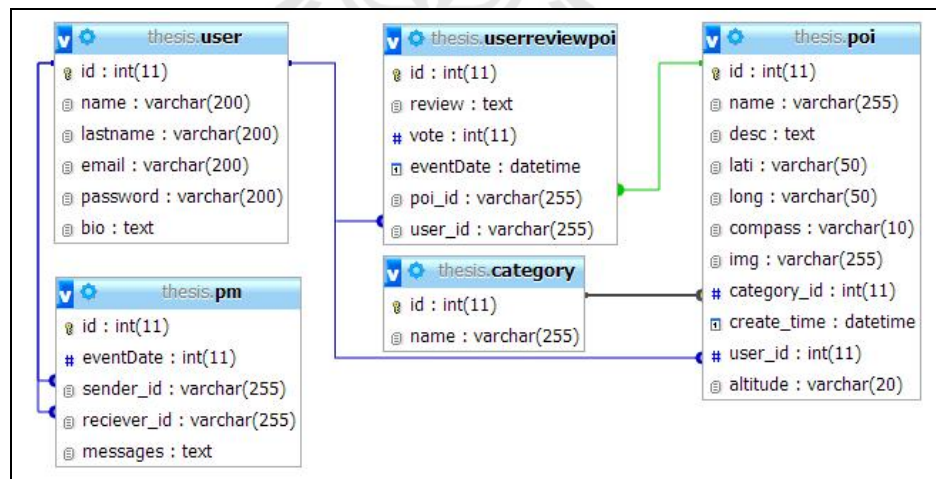 thesis.user
id : int(11)
name : varchar(200)
lastname : varchar(200)
email : varchar(200)
password : varchar(200)
bio : text
thesis.userreviewpoi
id : int(11)
review : text
vote : int(11)
eventDate : datetime
poi_id : varchar(255)
user_id : varchar(255)
thesis.poi
id : int(11)
name : varchar(255)
desc : text
lati : varchar(50)
long : varchar(50)
compass : varchar(10)
img : varchar(255)
category_id : int(11)
create_time : datetime
user_id : int(11)
altitude : varchar(20)
thesis.category
id : int(11)
name : varchar(255)
thesis.pm
id : int(11)
eventDate : int(11)
sender_id : varchar(255)
reciever_id : varchar(255)
messages : text